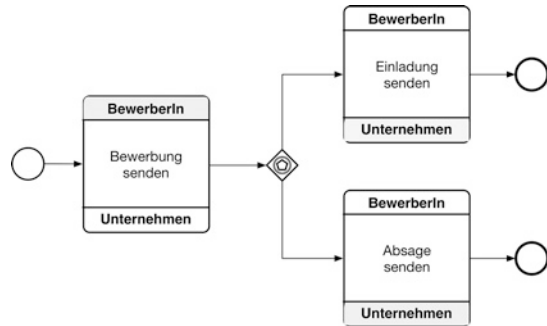 BewerberIn
Bewerbung
senden
Unternehmen
BewerberIn
Einladung
senden
Unternehmen
BewerberIn
Absage
senden
Unternehmen